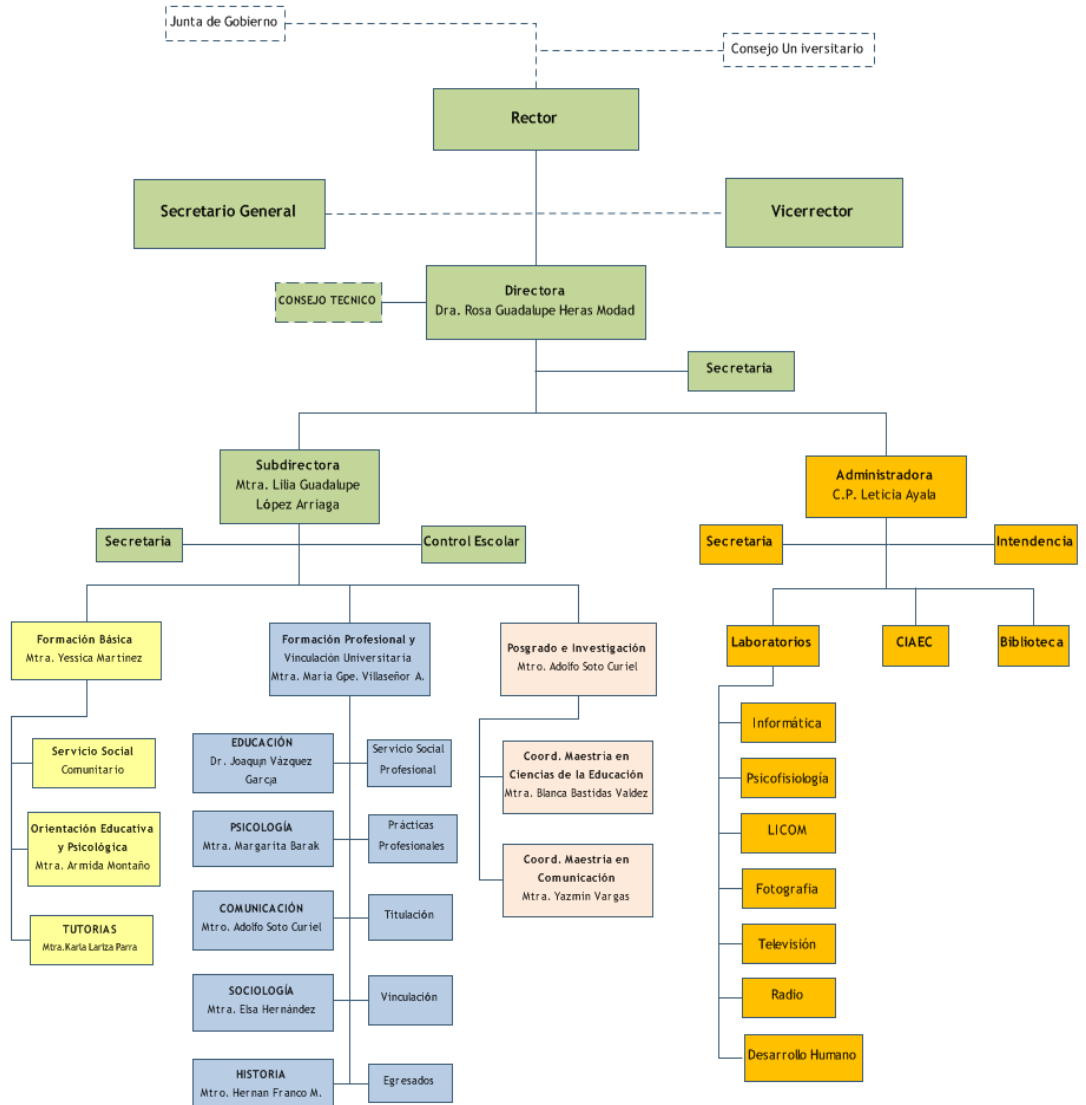 Junta de Gobierno
Consejo Un iversitario
Rector
Secretario General
Vicerrector
CONSEJO TECNICO
Directora
Dra. Rosa Guadalupe Heras Modad
Secretaria
Subdirectora
Mtra. Lilia Guadalupe
López Arriaga
Administradora
C.P. Leticia Ayala
Secretaria
Control Escolar
Secretaria
Intendencia
Formación Básica
Mtra. Yessica Martínez
Formación Profesional y
Vinculación Universitaria
Mtra. María Gpe. Villaseñor A.
Posgrado e Investigación
Mtro. Adolfo Soto Curiel
Laboratorios
CIAEC
Biblioteca
Servicio Social
Comunitario
Orientación Educativa
y Psicológica
Mtra. Armida Montaño
TUTORIAS
Mtra.Karla Lariza Parra
EDUCACIÓN
Dr. Joaqu¡n Vázquez
Garc¡a
Servicio Social
Profesional
PSICOLOGÍA
Mtra. Margarita Barak
Prácticas
Profesionales
COMUNICACIÓN
Mtro. Adolfo Soto Curiel
Titulación
SOCIOLOGÍA
Mtra. Elsa Hernández
Vinculación
HISTORIA
Mtro. Hernan Franco M.
Egresados
Coord. Maestría en
Ciencias de la Educación
Mtra. Blanca Bastidas Valdez
Coord. Maestría en
Comunicación
Mtra. Yazmín Vargas
Informática
Psicofisiología
LICOM
Fotografía
Televisión
Radio
Desarrollo Humano